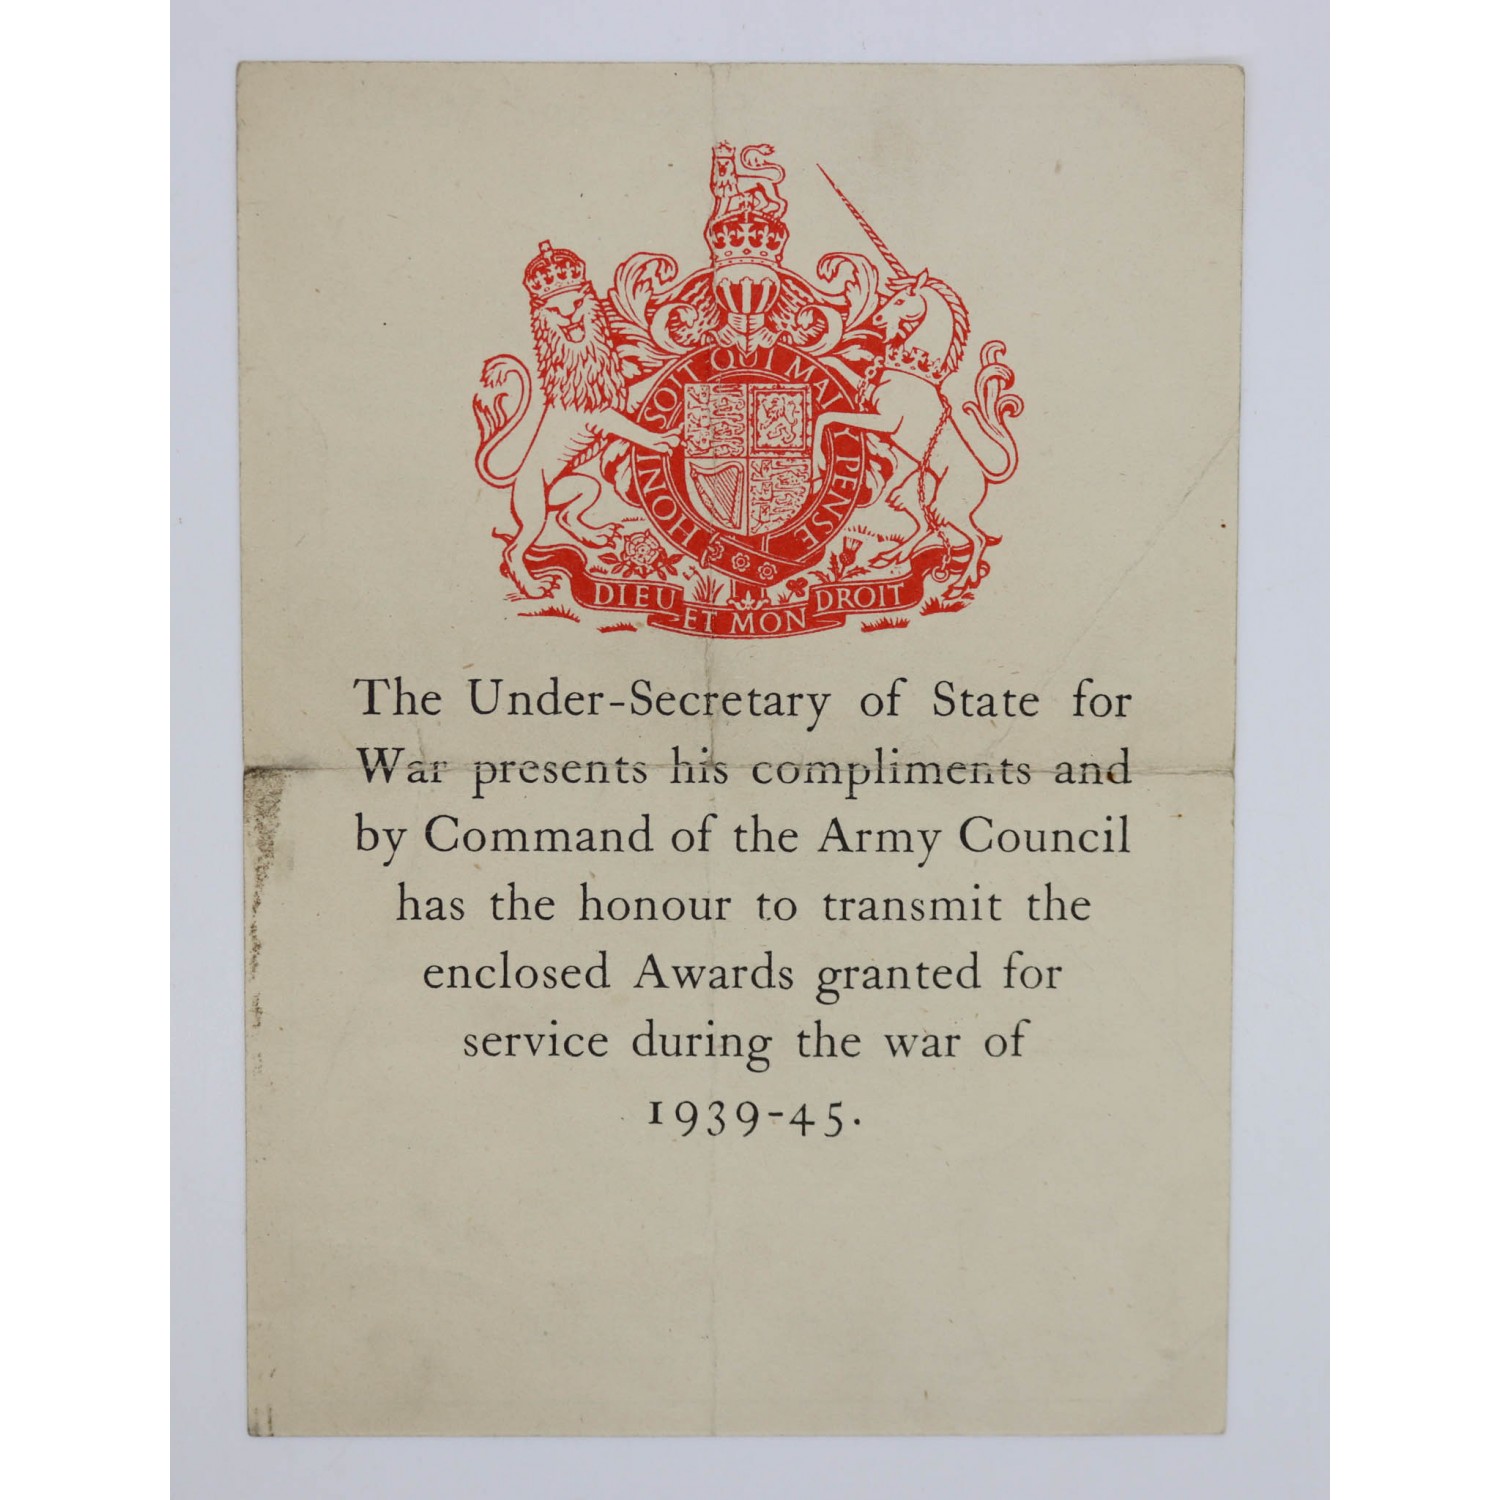 HONI SOIT QUI MAL Y PENSE
DIEU ET MON DROIT
The Under-Secretary of State for
War presents his compliments and
by Command of the Army Council
has the honour to transmit the
enclosed Awards granted for
service during the war of
1939-45.